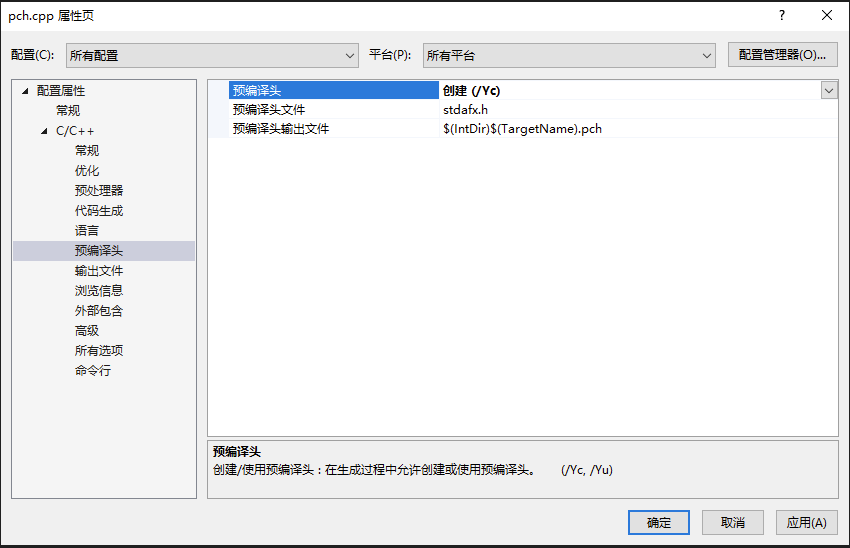 pch.cpp 属性页
配置(C): 所有配置 平台(P): 所有平台 配置管理器(O)...
配置属性
常规
C/C++
常规
优化
预处理器
代码生成
语言
预编译头
输出文件
浏览信息
外部包含
高级
所有选项
命令行
预编译头 创建 (/Yc)
预编译头文件 stdafx.h
预编译头输出文件 $(IntDir)$(TargetName).pch
预编译头
创建/使用预编译头 : 在生成过程中允许创建或使用预编译头。 (/Yc, /Yu)
确定 取消 应用(A)